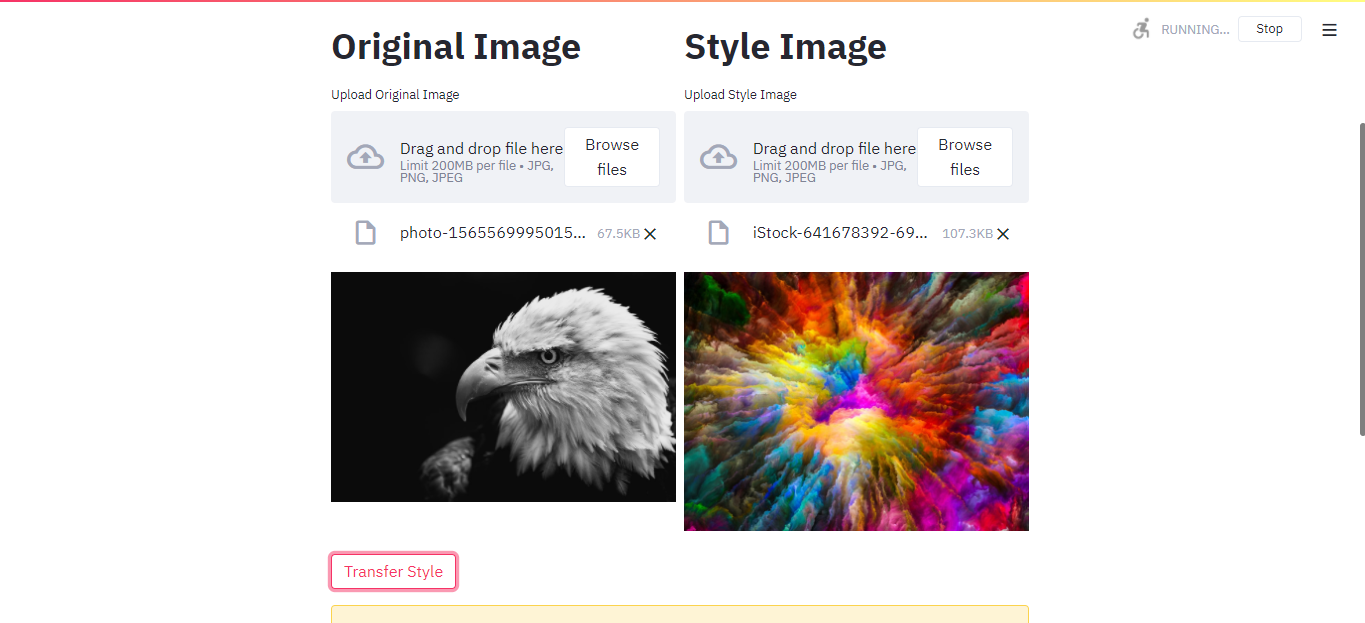 RUNNING...
Stop
Original Image
Style Image
Upload Original Image
Upload Style Image
Drag and drop file here
Limit 200MB per file • JPG,
PNG, JPEG
Browse
files
Drag and drop file here
Limit 200MB per file • JPG,
PNG, JPEG
Browse
files
photo-1565569995015... 67.5KB
iStock-641678392-69... 107.3KB
Transfer Style